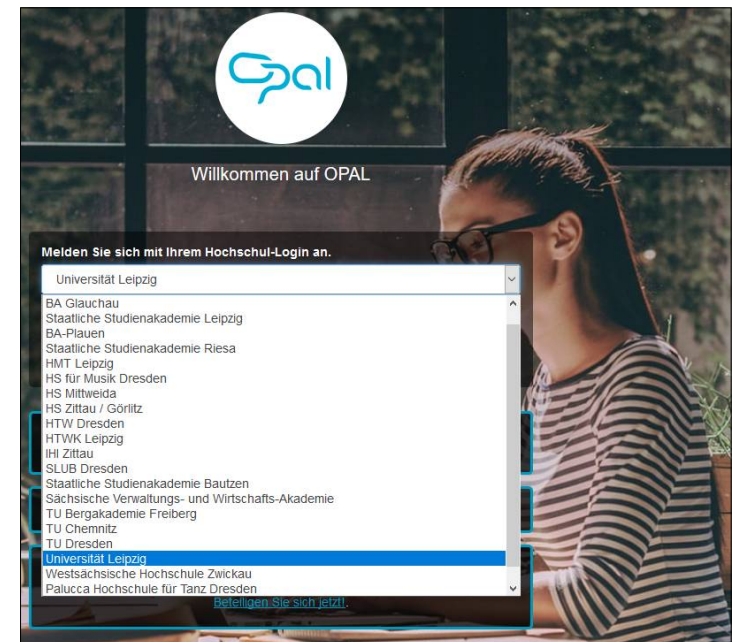 Opal
Willkommen auf OPAL
Melden Sie sich mit Ihrem Hochschul-Login an.
Universität Leipzig
BA Glauchau
Staatliche Studienakademie Leipzig
BA-Plauen
Staatliche Studienakademie Riesa
HMT Leipzig
HS für Musik Dresden
HS Mittweida
HS Zittau / Görlitz
HTW Dresden
HTWK Leipzig
IHI Zittau
SLUB Dresden
Staatliche Studienakademie Bautzen
Sächsische Verwaltungs- und Wirtschafts-Akademie
TU Bergakademie Freiberg
TU Chemnitz
TU Dresden
Universität Leipzig
Westsächsische Hochschule Zwickau
Palucca Hochschule für Tanz Dresden
Beteiligen Sie sich jetzt!.